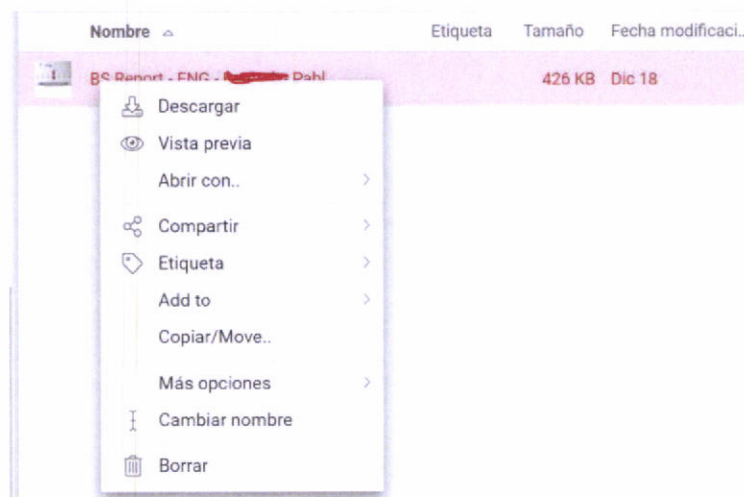 Nombre Etiqueta Tamaño Fecha modificaci..
BS Report - ENG - Pabl 426 KB Dic 18
Descargar
Vista previa
Abrir con..
Compartir
Etiqueta
Add to
Copiar/Move..
Más opciones
Cambiar nombre
Borrar